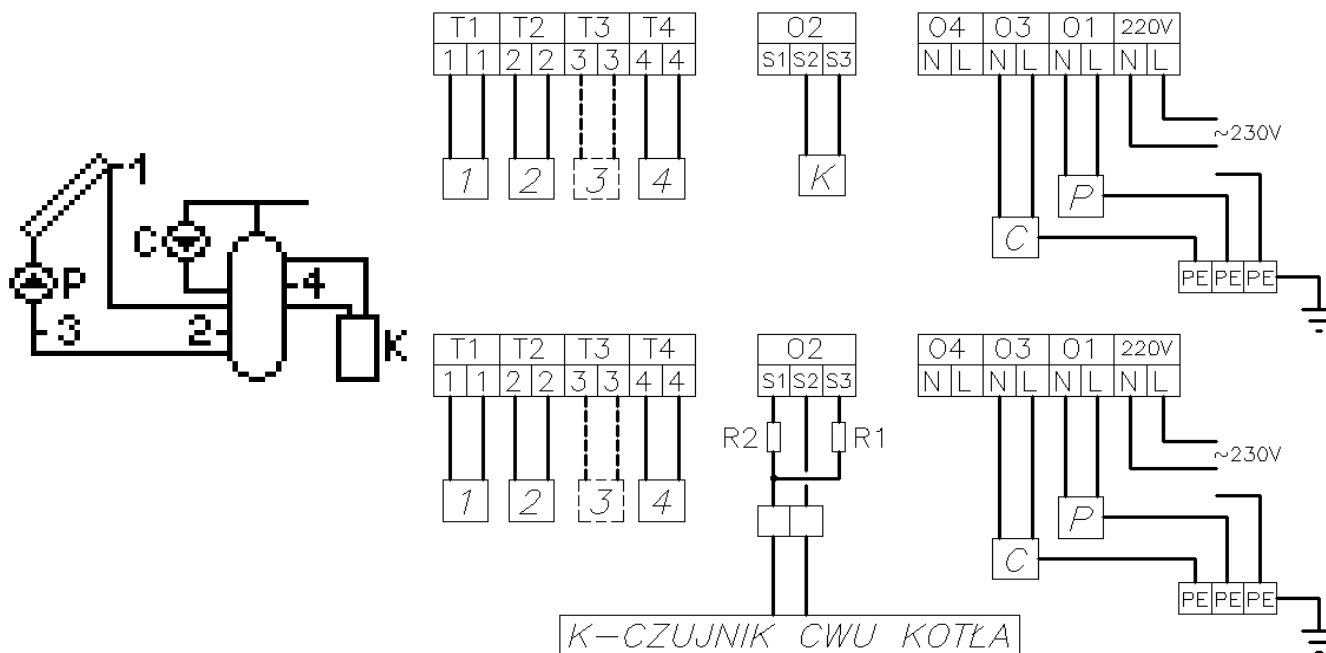 T1 T2 T3 T4
1 1 2 2 3 3 4 4
1 2 3 4
O2
S1 S2 S3
K
O4 O3 O1 220V
N L N L N L N L
~230V
P
C
PE PE PE
1
C
P
4
3
2
K
T1 T2 T3 T4
1 1 2 2 3 3 4 4
1 2 3 4
O2
S1 S2 S3
R2 R1
K-CZUJNIK CWU KOTŁA
O4 O3 O1 220V
N L N L N L N L
~230V
P
C
PE PE PE